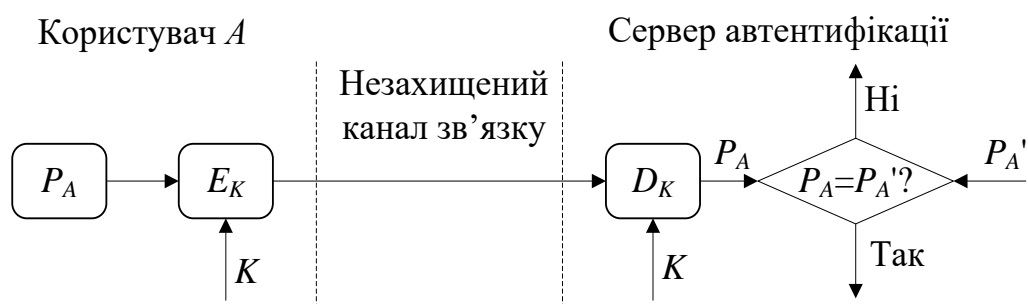 Користувач A
Сервер автентифікації
Незахищений
канал зв’язку
Ні
P_A
E_K
D_K
P_A
P_A=P_A'?
P_A'
K
K
Так